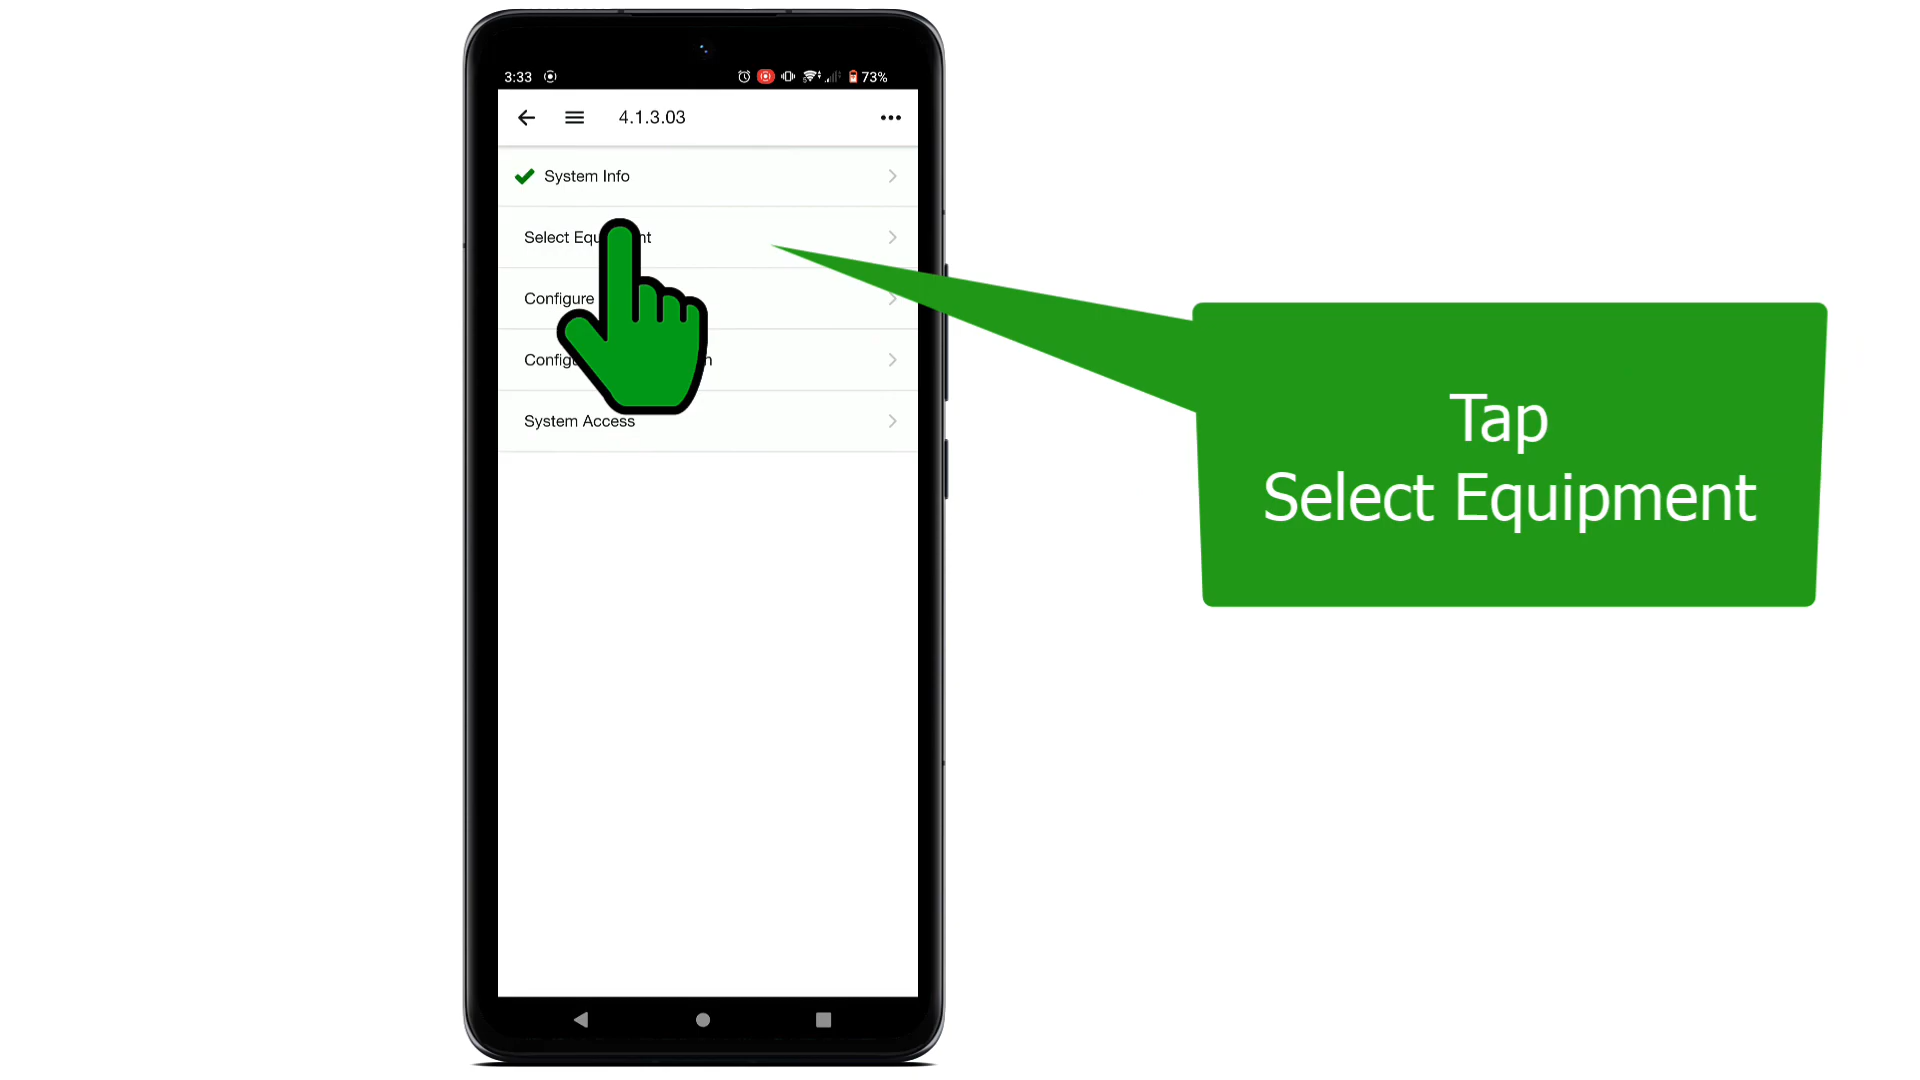 3:33 73%
4.1.3.03
System Info
Select Equ nt
Configure
Config n
System Access
Tap
Select Equipment